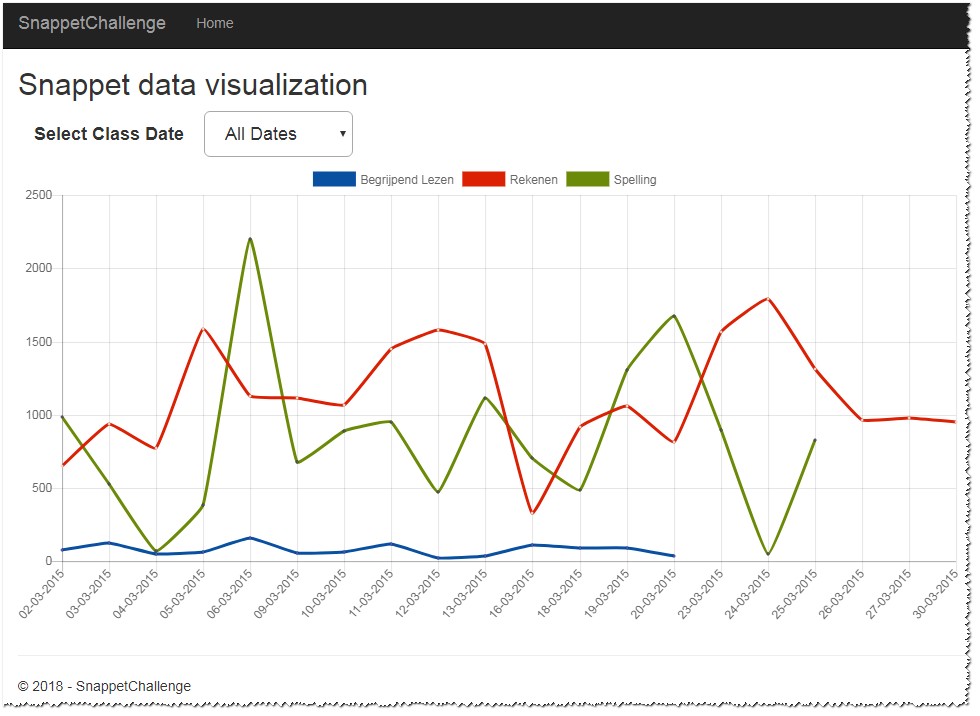 SnappetChallenge Home
Snappet data visualization
Select Class Date All Dates
Begrijpend Lezen Rekenen Spelling
2500
2000
1500
1000
500
0
02-03-2015 03-03-2015 04-03-2015 05-03-2015 06-03-2015 09-03-2015 10-03-2015 11-03-2015 12-03-2015 13-03-2015 16-03-2015 18-03-2015 19-03-2015 20-03-2015 23-03-2015 24-03-2015 25-03-2015 26-03-2015 27-03-2015 30-03-2015
© 2018 - SnappetChallenge